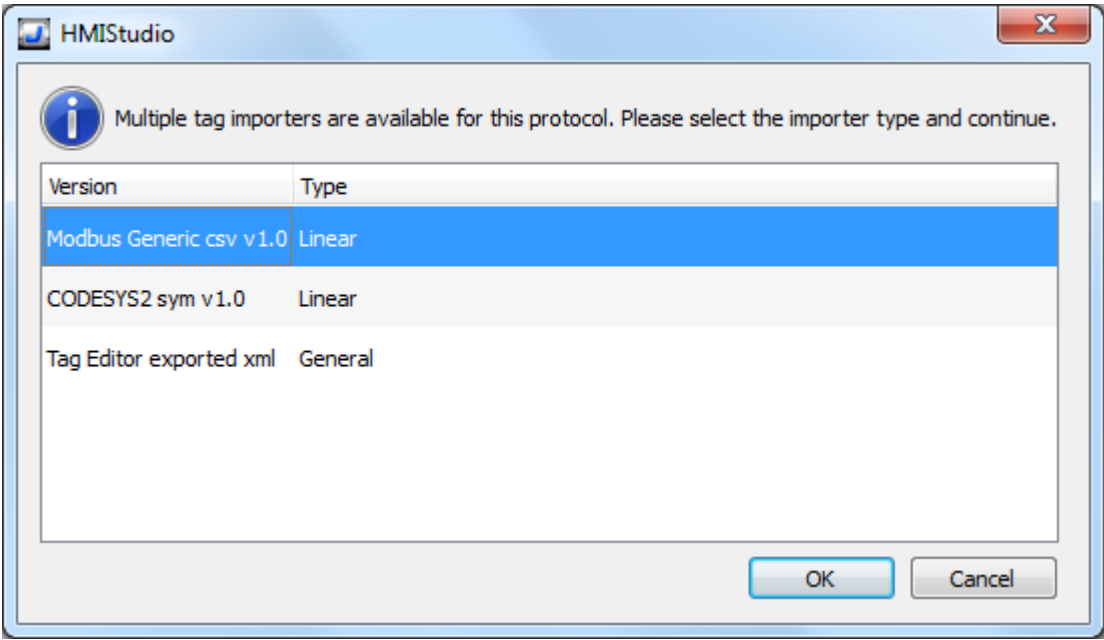 HMIStudio
Multiple tag importers are available for this protocol. Please select the importer type and continue.
Version Type
Modbus Generic csv v1.0 Linear
CODESYS2 sym v1.0 Linear
Tag Editor exported xml General
OK Cancel